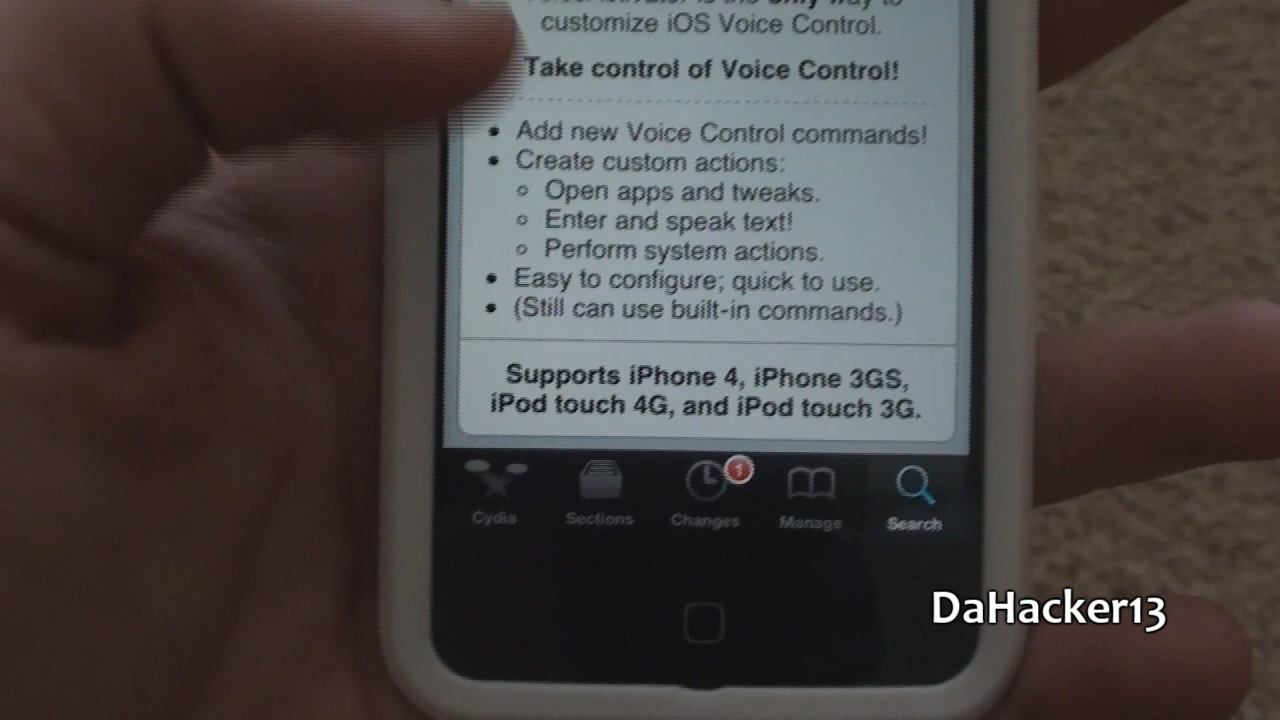 customize iOS Voice Control.
Take control of Voice Control!
Add new Voice Control commands!
Create custom actions:
Open apps and tweaks.
Enter and speak text!
Perform system actions.
Easy to configure; quick to use.
(Still can use built-in commands.)
Supports iPhone 4, iPhone 3GS,
iPod touch 4G, and iPod touch 3G.
1
Cydia Sections Changes Manage Search
DaHacker13